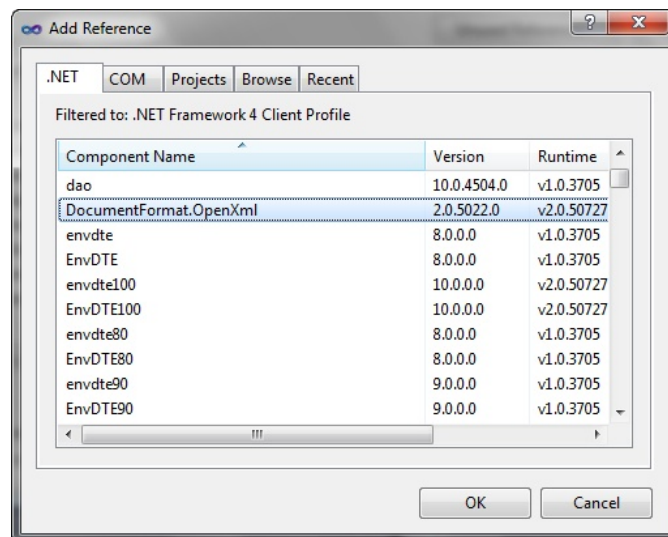 Add Reference
.NET COM Projects Browse Recent
Filtered to: .NET Framework 4 Client Profile
Component Name Version Runtime
dao 10.0.4504.0 v1.0.3705
DocumentFormat.OpenXml 2.0.5022.0 v2.0.50727
envdte 8.0.0.0 v1.0.3705
EnvDTE 8.0.0.0 v1.0.3705
envdte100 10.0.0.0 v2.0.50727
EnvDTE100 10.0.0.0 v2.0.50727
envdte80 8.0.0.0 v1.0.3705
EnvDTE80 8.0.0.0 v1.0.3705
envdte90 9.0.0.0 v1.0.3705
EnvDTE90 9.0.0.0 v1.0.3705
OK Cancel